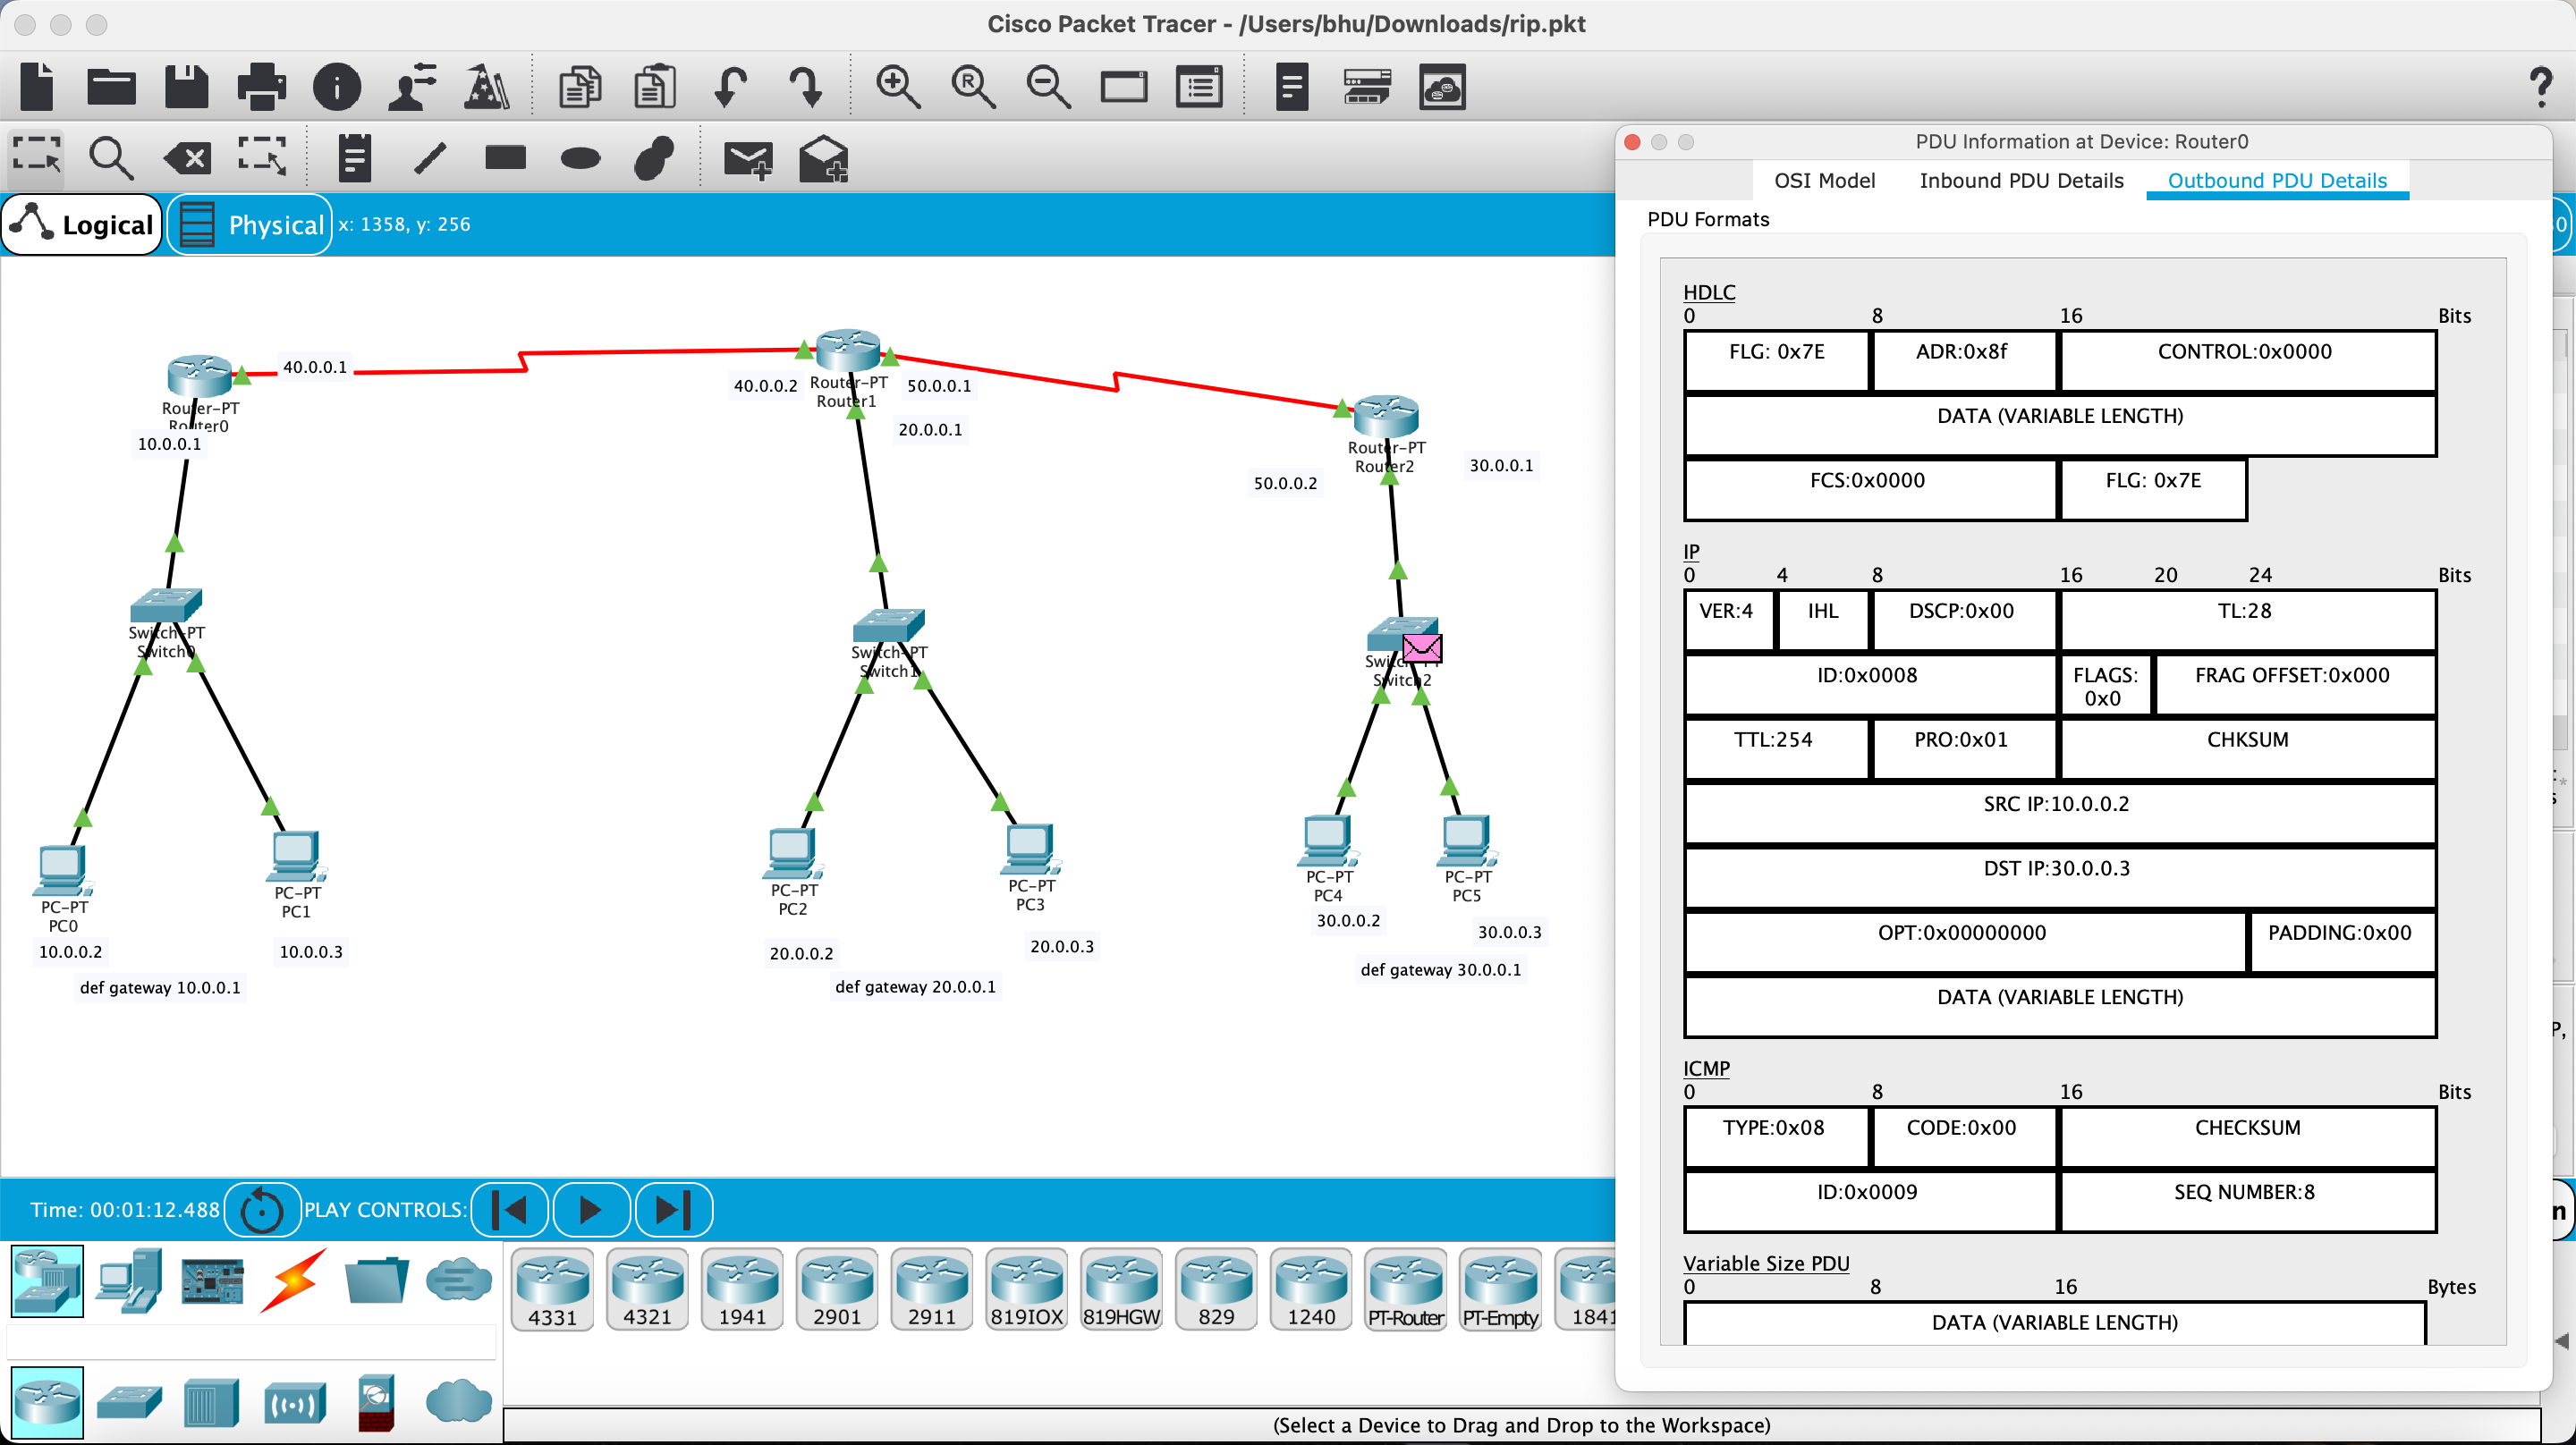 Cisco Packet Tracer - /Users/bhu/Downloads/rip.pkt
Logical
Physical
x: 1358, y: 256
40.0.0.1
Router-PT
Router0
10.0.0.1
40.0.0.2
Router-PT
Router1
50.0.0.1
20.0.0.1
Router-PT
Router2
50.0.0.2
30.0.0.1
Switch-PT
Switch0
Switch-PT
Switch1
Switch2
PC-PT
PC0
10.0.0.2
PC-PT
PC1
10.0.0.3
def gateway 10.0.0.1
PC-PT
PC2
20.0.0.2
PC-PT
PC3
20.0.0.3
def gateway 20.0.0.1
PC-PT
PC4
30.0.0.2
PC-PT
PC5
30.0.0.3
def gateway 30.0.0.1
PDU Information at Device: Router0
OSI Model Inbound PDU Details Outbound PDU Details
PDU Formats
HDLC
0 8 16 Bits
FLG: 0x7E ADR:0x8f CONTROL:0x0000
DATA (VARIABLE LENGTH)
FCS:0x0000 FLG: 0x7E
IP
0 4 8 16 20 24 Bits
VER:4 IHL DSCP:0x00 TL:28
ID:0x0008 FLAGS: 0x0 FRAG OFFSET:0x000
TTL:254 PRO:0x01 CHKSUM
SRC IP:10.0.0.2
DST IP:30.0.0.3
OPT:0x00000000 PADDING:0x00
DATA (VARIABLE LENGTH)
ICMP
0 8 16 Bits
TYPE:0x08 CODE:0x00 CHECKSUM
ID:0x0009 SEQ NUMBER:8
Variable Size PDU
0 8 16 Bytes
DATA (VARIABLE LENGTH)
Time: 00:01:12.488 PLAY CONTROLS:
4331 4321 1941 2901 2911 819IOX 819HGW 829 1240 PT-Router PT-Empty 1841
(Select a Device to Drag and Drop to the Workspace)